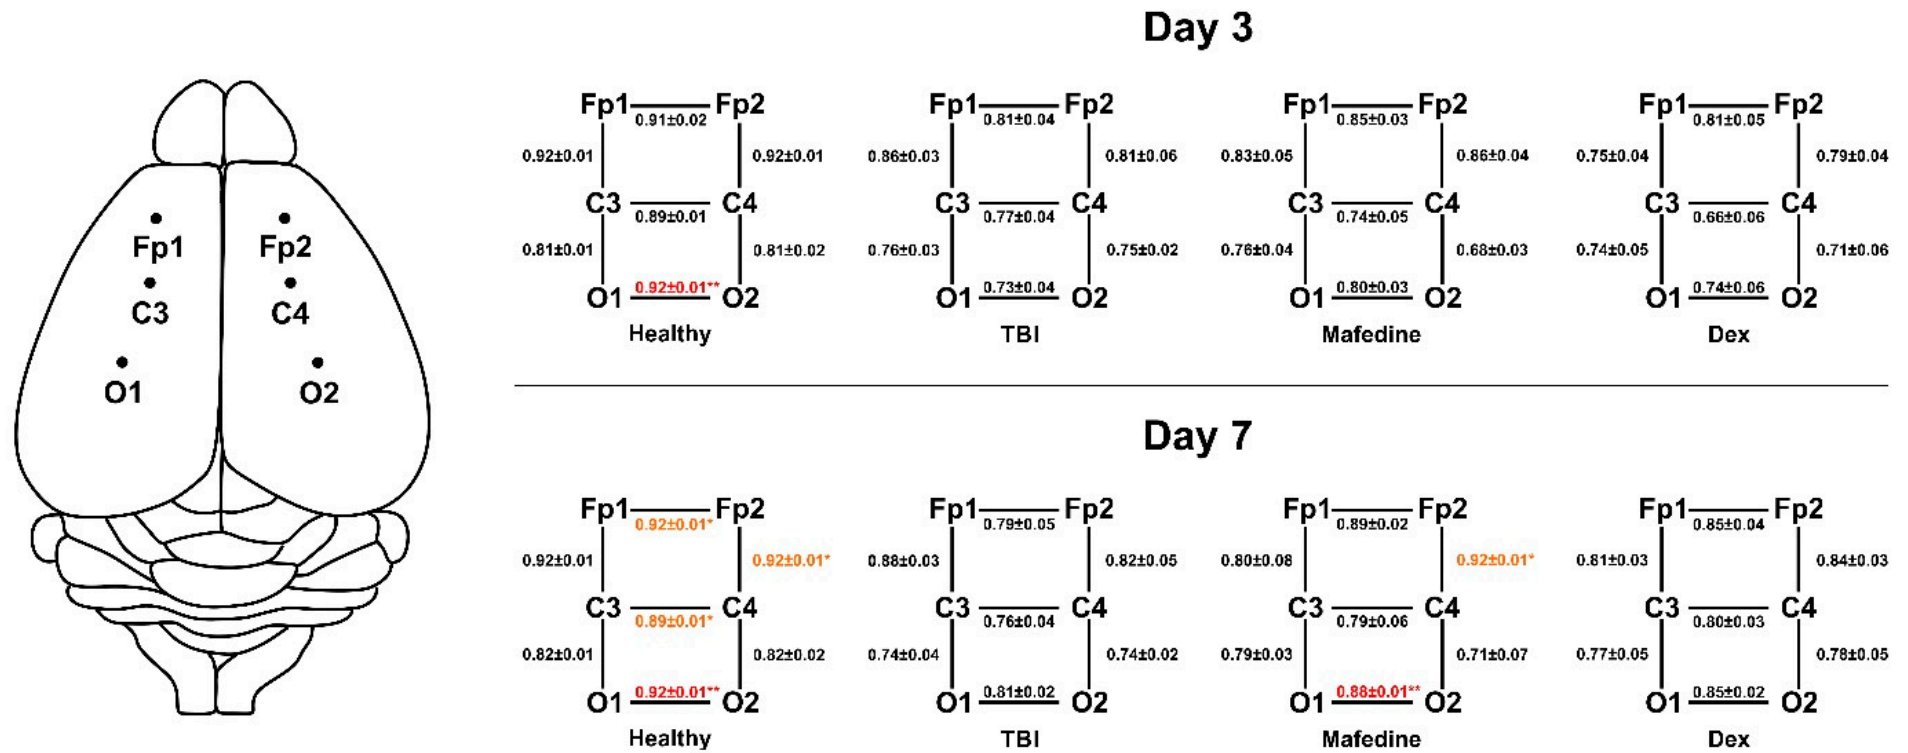 Day 3
Fp1 Fp2 Fp1 Fp2 Fp1 Fp2 Fp1 Fp2
0.91±0.02 0.81±0.04 0.85±0.03 0.81±0.05
0.92±0.01 0.92±0.01 0.86±0.03 0.81±0.06 0.83±0.05 0.86±0.04 0.75±0.04 0.79±0.04
C3 C4 C3 C4 C3 C4 C3 C4
0.89±0.01 0.77±0.04 0.74±0.05 0.66±0.06
0.81±0.01 0.81±0.02 0.76±0.03 0.75±0.02 0.76±0.04 0.68±0.03 0.74±0.05 0.71±0.06
0.92±0.01** 0.73±0.04 0.80±0.03 0.74±0.06
O1 O2 O1 O2 O1 O2 O1 O2
Healthy TBI Mafedine Dex
Fp1 Fp2
C3 C4
O1 O2
Day 7
Fp1 Fp2 Fp1 Fp2 Fp1 Fp2 Fp1 Fp2
0.92±0.01* 0.79±0.05 0.89±0.02 0.85±0.04
0.92±0.01 0.92±0.01* 0.88±0.03 0.82±0.05 0.80±0.08 0.92±0.01* 0.81±0.03 0.84±0.03
C3 C4 C3 C4 C3 C4 C3 C4
0.89±0.01* 0.76±0.04 0.79±0.06 0.80±0.03
0.82±0.01 0.82±0.02 0.74±0.04 0.74±0.02 0.79±0.03 0.71±0.07 0.77±0.05 0.78±0.05
0.92±0.01** 0.81±0.02 0.88±0.01** 0.85±0.02
O1 O2 O1 O2 O1 O2 O1 O2
Healthy TBI Mafedine Dex